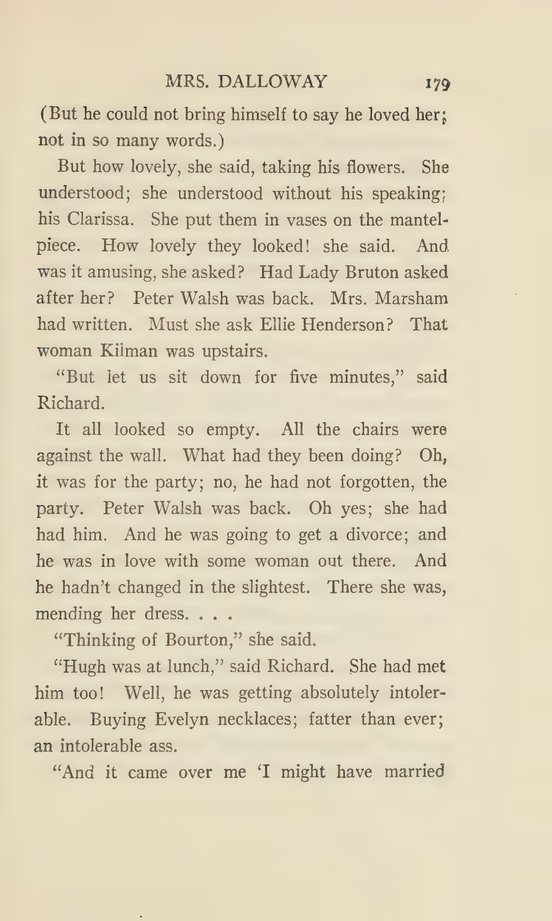 MRS. DALLOWAY 179
(But he could not bring himself to say he loved her;
not in so many words.)
But how lovely, she said, taking his flowers. She
understood; she understood without his speaking;
his Clarissa. She put them in vases on the mantel-
piece. How lovely they looked! she said. And
was it amusing, she asked? Had Lady Bruton asked
after her? Peter Walsh was back. Mrs. Marsham
had written. Must she ask Ellie Henderson? That
woman Kilman was upstairs.
"But let us sit down for five minutes," said
Richard.
It all looked so empty. All the chairs were
against the wall. What had they been doing? Oh,
it was for the party; no, he had not forgotten, the
party. Peter Walsh was back. Oh yes; she had
had him. And he was going to get a divorce; and
he was in love with some woman out there. And
he hadn't changed in the slightest. There she was,
mending her dress. . . .
"Thinking of Bourton," she said.
"Hugh was at lunch," said Richard. She had met
him too! Well, he was getting absolutely intoler-
able. Buying Evelyn necklaces; fatter than ever;
an intolerable ass.
"And it came over me 'I might have married